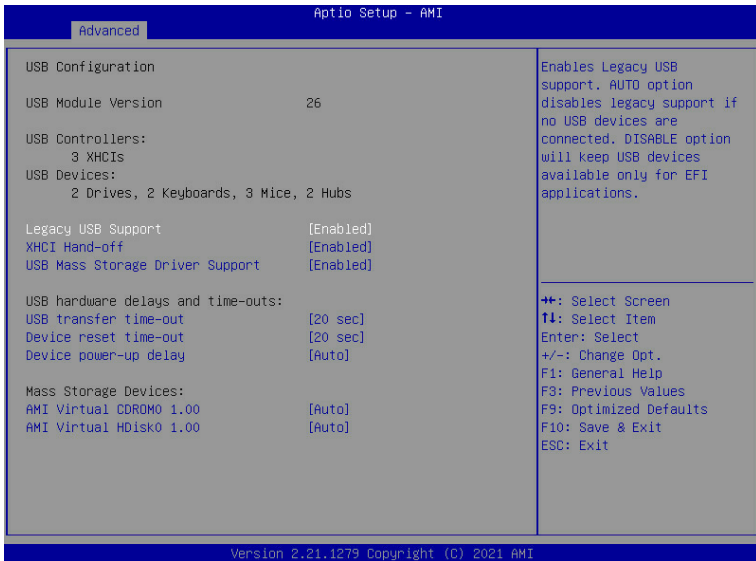 Aptio Setup – AMI
Advanced
USB Configuration
USB Module Version 26
USB Controllers:
3 XHCIs
USB Devices:
2 Drives, 2 Keyboards, 3 Mice, 2 Hubs
Legacy USB Support [Enabled]
XHCI Hand-off [Enabled]
USB Mass Storage Driver Support [Enabled]
USB hardware delays and time-outs:
USB transfer time-out [20 sec]
Device reset time-out [20 sec]
Device power-up delay [Auto]
Mass Storage Devices:
AMI Virtual CDROM0 1.00 [Auto]
AMI Virtual HDisk0 1.00 [Auto]
Enables Legacy USB
support. AUTO option
disables legacy support if
no USB devices are
connected. DISABLE option
will keep USB devices
available only for EFI
applications.
→←: Select Screen
↑↓: Select Item
Enter: Select
+/-: Change Opt.
F1: General Help
F3: Previous Values
F9: Optimized Defaults
F10: Save & Exit
ESC: Exit
Version 2.21.1279 Copyright (C) 2021 AMI